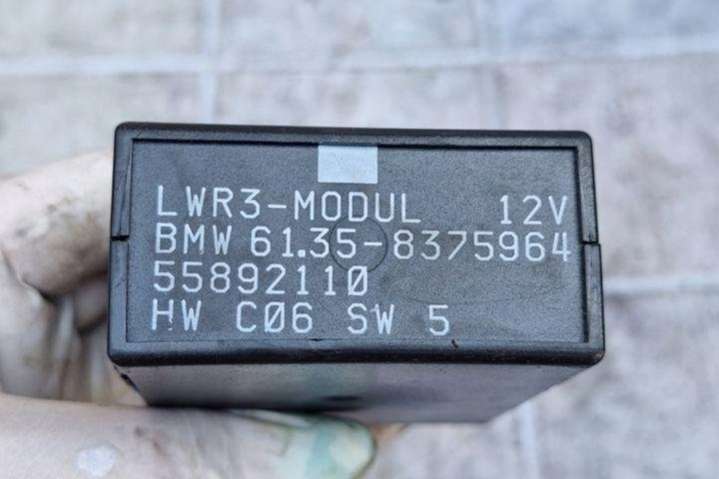 LWR3-MODUL 12V
BMW 61.35-8375964
55892110
HW C06 SW 5